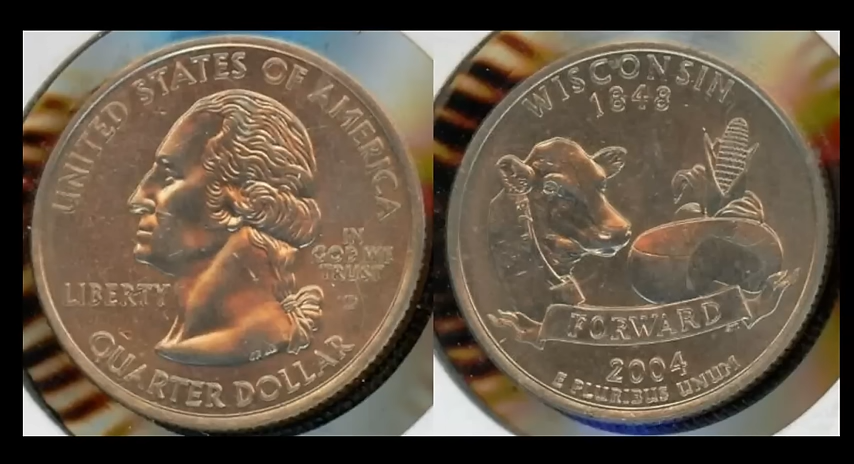 UNITED STATES OF AMERICA
IN
GOD WE
TRUST
LIBERTY
D
QUARTER DOLLAR
WISCONSIN
1848
FORWARD
2004
E PLURIBUS UNUM